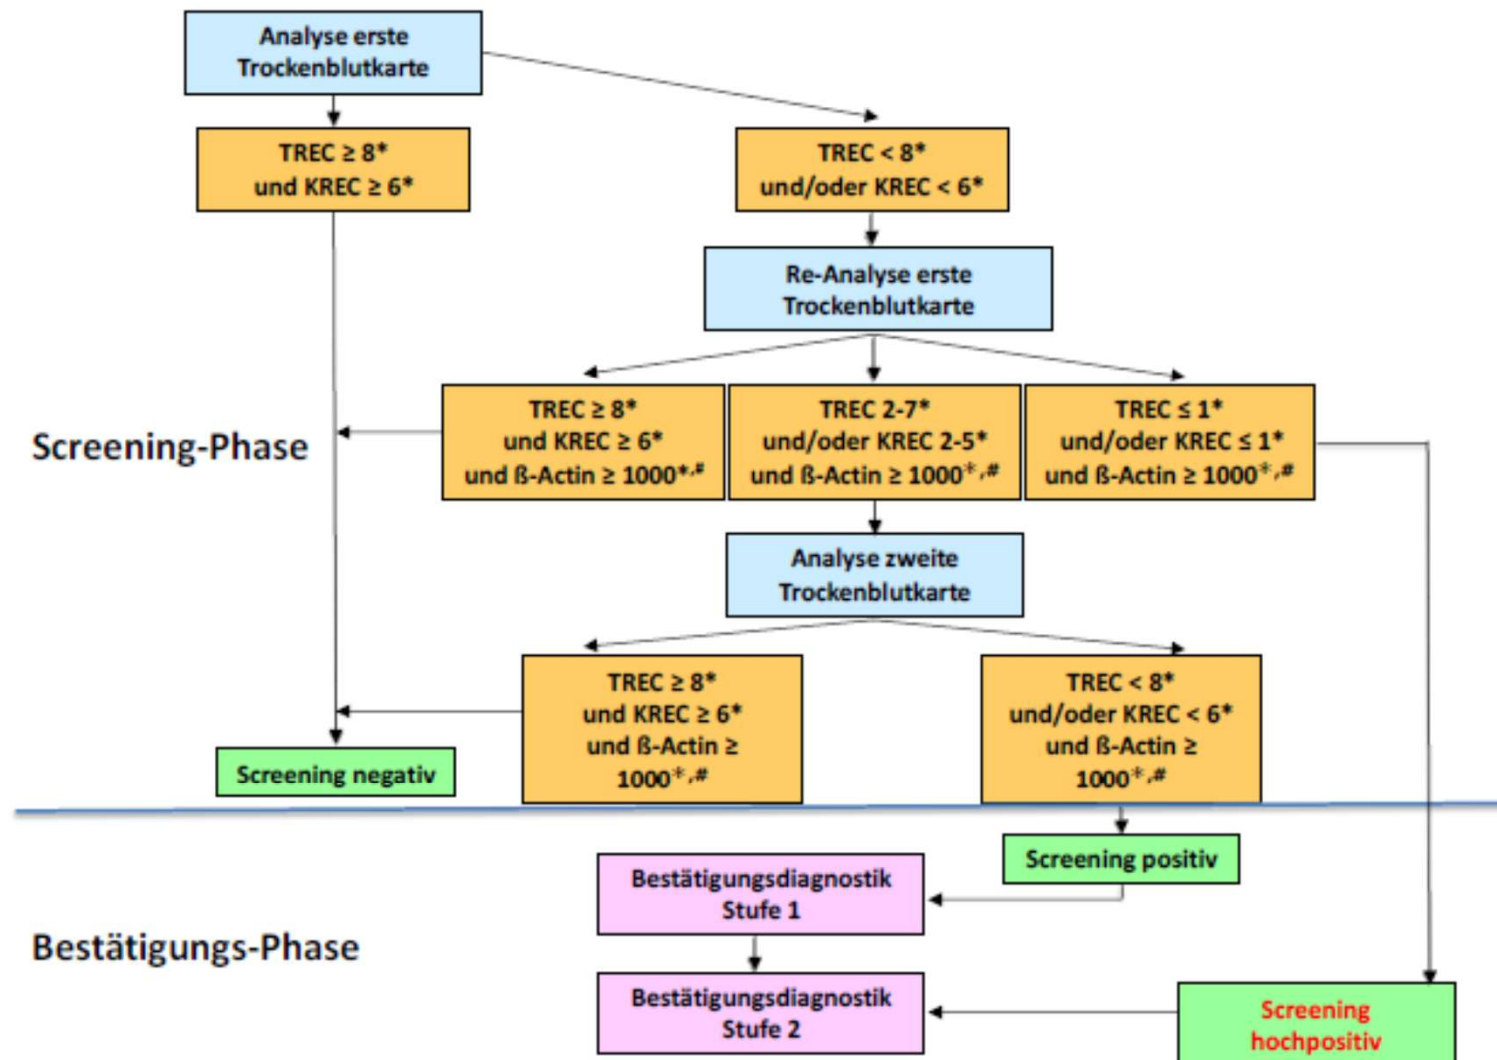 Analyse erste
Trockenblutkarte
TREC ≥ 8*
und KREC ≥ 6*
TREC < 8*
und/oder KREC < 6*
Re-Analyse erste
Trockenblutkarte
Screening-Phase
TREC ≥ 8*
und KREC ≥ 6*
und ß-Actin ≥ 1000*,#
TREC 2-7*
und/oder KREC 2-5*
und ß-Actin ≥ 1000*,#
TREC ≤ 1*
und/oder KREC ≤ 1*
und ß-Actin ≥ 1000*,#
Analyse zweite
Trockenblutkarte
TREC ≥ 8*
und KREC ≥ 6*
und ß-Actin ≥
1000*,#
TREC < 8*
und/oder KREC < 6*
und ß-Actin ≥
1000*,#
Screening negativ
Screening positiv
Bestätigungs-Phase
Bestätigungsdiagnostik
Stufe 1
Bestätigungsdiagnostik
Stufe 2
Screening
hochpositiv